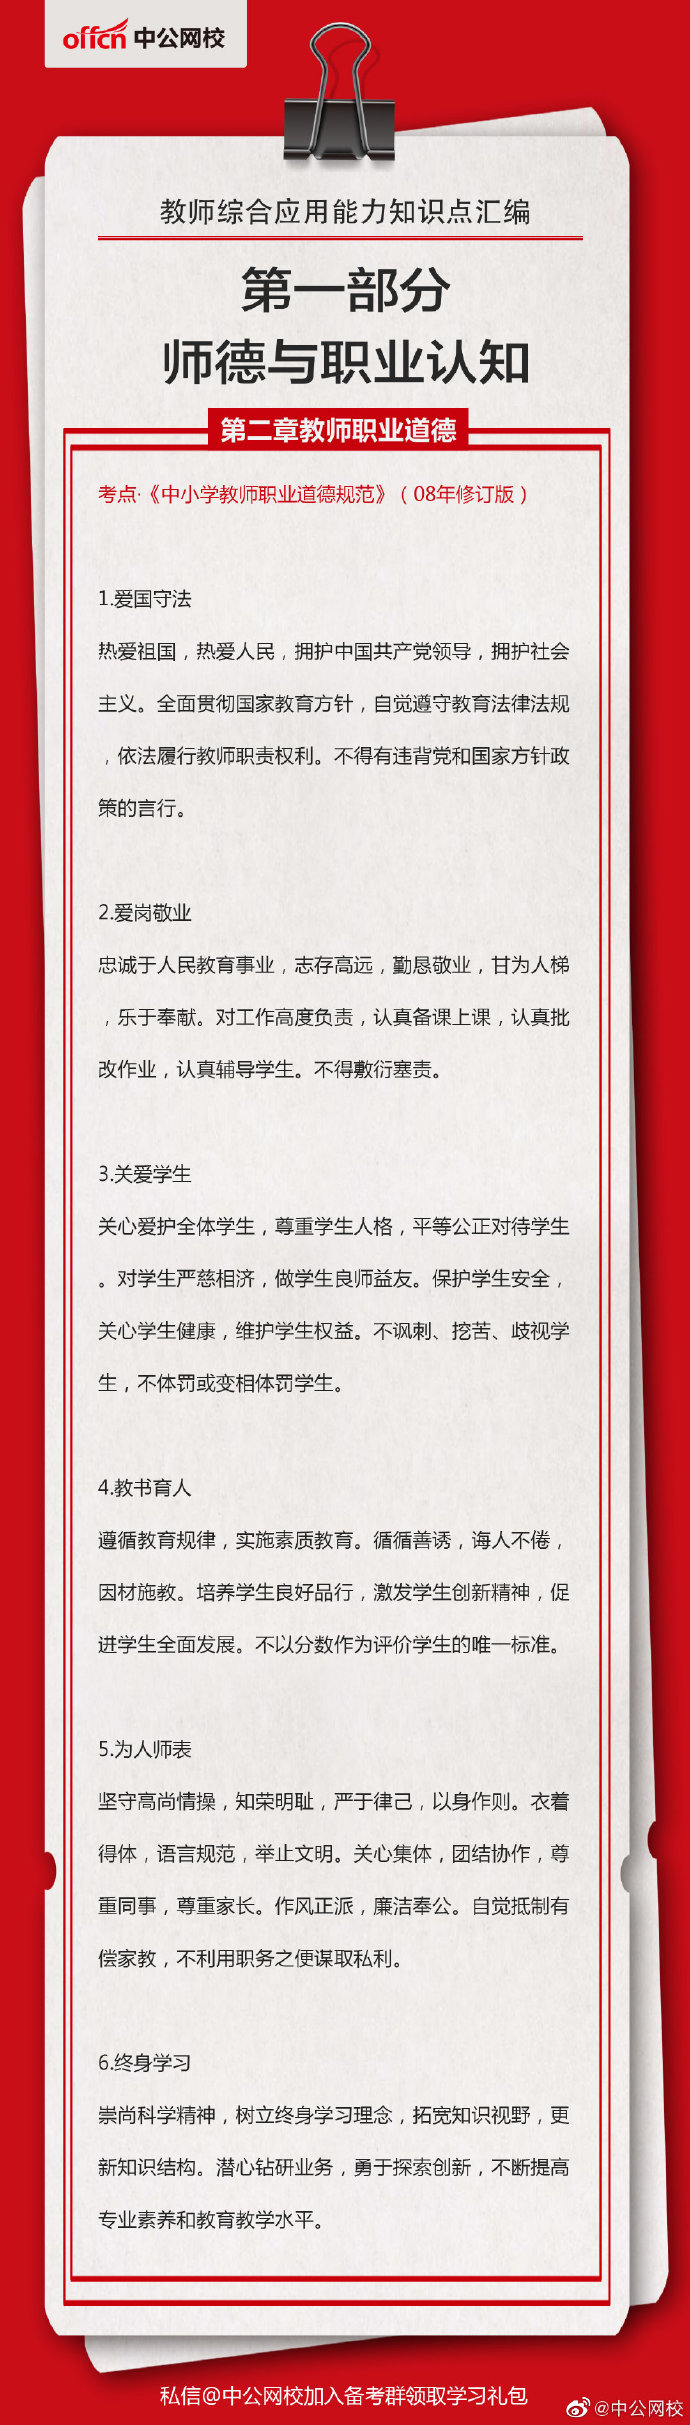 offcn 中公网校
教师综合应用能力知识点汇编
第一部分
师德与职业认知
第二章教师职业道德
考点·《中小学教师职业道德规范》（08年修订版）
1.爱国守法
热爱祖国，热爱人民，拥护中国共产党领导，拥护社会
主义。全面贯彻国家教育方针，自觉遵守教育法律法规
，依法履行教师职责权利。不得有违背党和国家方针政
策的言行。
2.爱岗敬业
忠诚于人民教育事业，志存高远，勤恳敬业，甘为人梯
，乐于奉献。对工作高度负责，认真备课上课，认真批
改作业，认真辅导学生。不得敷衍塞责。
3.关爱学生
关心爱护全体学生，尊重学生人格，平等公正对待学生
。对学生严慈相济，做学生良师益友。保护学生安全，
关心学生健康，维护学生权益。不讽刺、挖苦、歧视学
生，不体罚或变相体罚学生。
4.教书育人
遵循教育规律，实施素质教育。循循善诱，诲人不倦，
因材施教。培养学生良好品行，激发学生创新精神，促
进学生全面发展。不以分数作为评价学生的唯一标准。
5.为人师表
坚守高尚情操，知荣明耻，严于律己，以身作则。衣着
得体，语言规范，举止文明。关心集体，团结协作，尊
重同事，尊重家长。作风正派，廉洁奉公。自觉抵制有
偿家教，不利用职务之便谋取私利。
6.终身学习
崇尚科学精神，树立终身学习理念，拓宽知识视野，更
新知识结构。潜心钻研业务，勇于探索创新，不断提高
专业素养和教育教学水平。
私信@中公网校加入备考群领取学习礼包
@中公网校